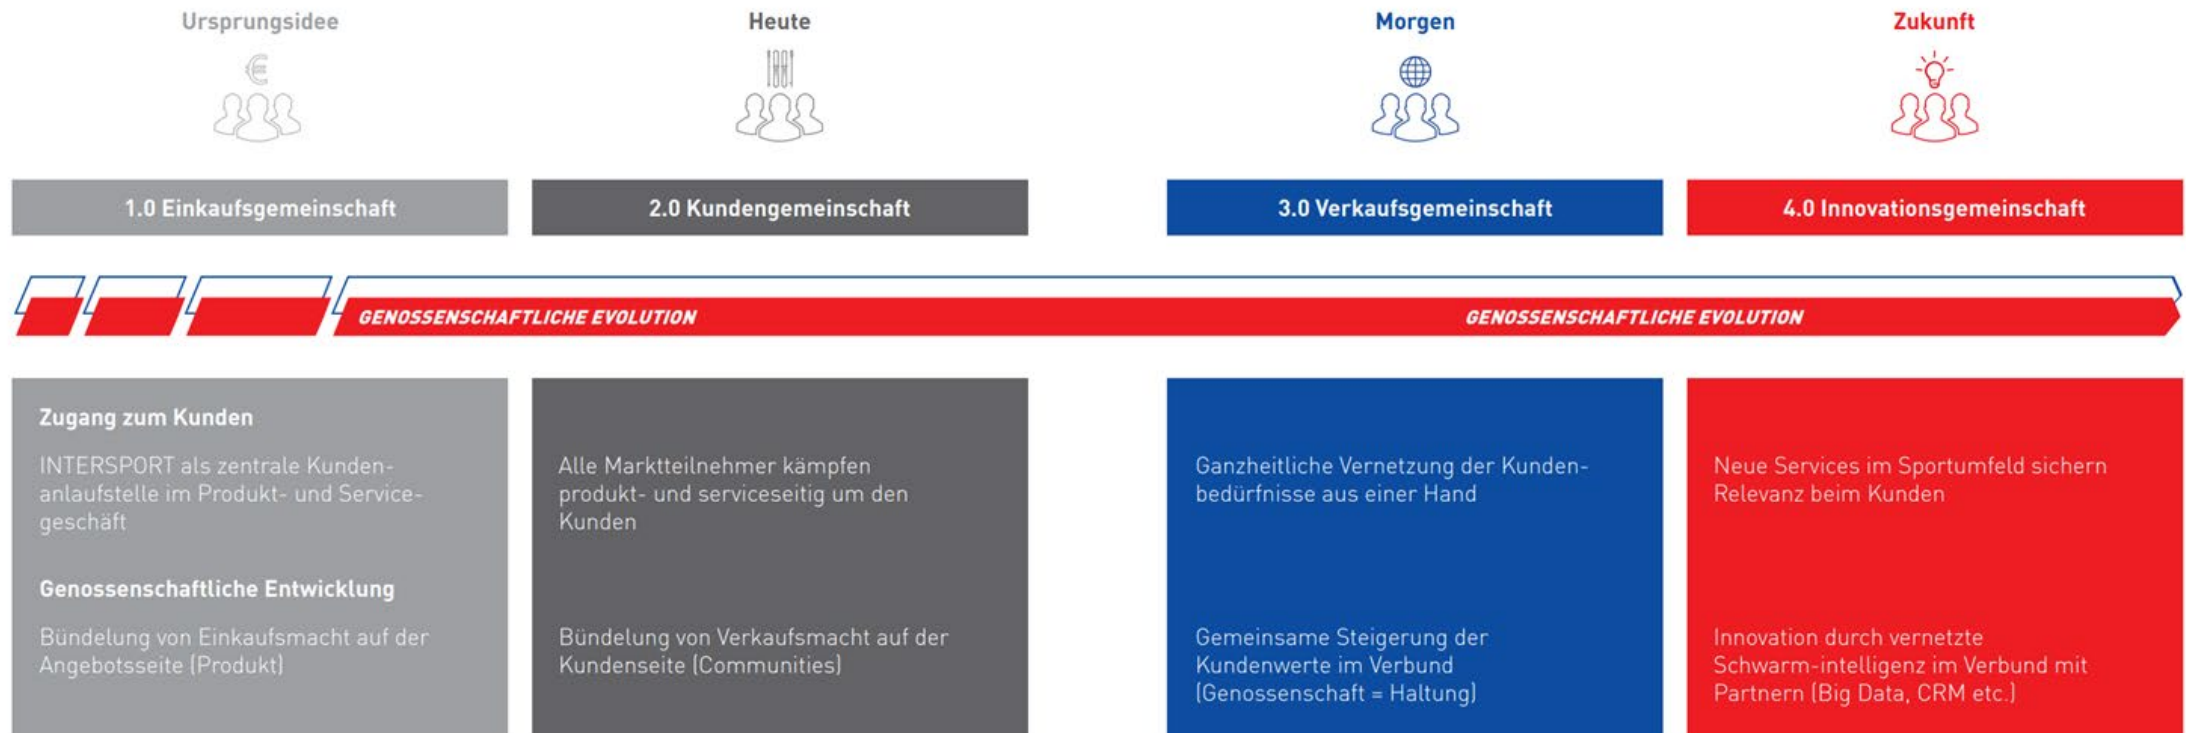 Ursprungsidee
Heute
Morgen
Zukunft
€
1.0 Einkaufsgemeinschaft
2.0 Kundengemeinschaft
3.0 Verkaufsgemeinschaft
4.0 Innovationsgemeinschaft
GENOSSENSCHAFTLICHE EVOLUTION
GENOSSENSCHAFTLICHE EVOLUTION
Zugang zum Kunden
INTERSPORT als zentrale Kunden-
anlaufstelle im Produkt- und Service-
geschäft
Genossenschaftliche Entwicklung
Bündelung von Einkaufsmacht auf der
Angebotsseite (Produkt)
Alle Marktteilnehmer kämpfen
produkt- und serviceseitig um den
Kunden
Bündelung von Verkaufsmacht auf der
Kundenseite (Communities)
Ganzheitliche Vernetzung der Kunden-
bedürfnisse aus einer Hand
Gemeinsame Steigerung der
Kundenwerte im Verbund
(Genossenschaft = Haltung)
Neue Services im Sportumfeld sichern
Relevanz beim Kunden
Innovation durch vernetzte
Schwarm-intelligenz im Verbund mit
Partnern (Big Data, CRM etc.)